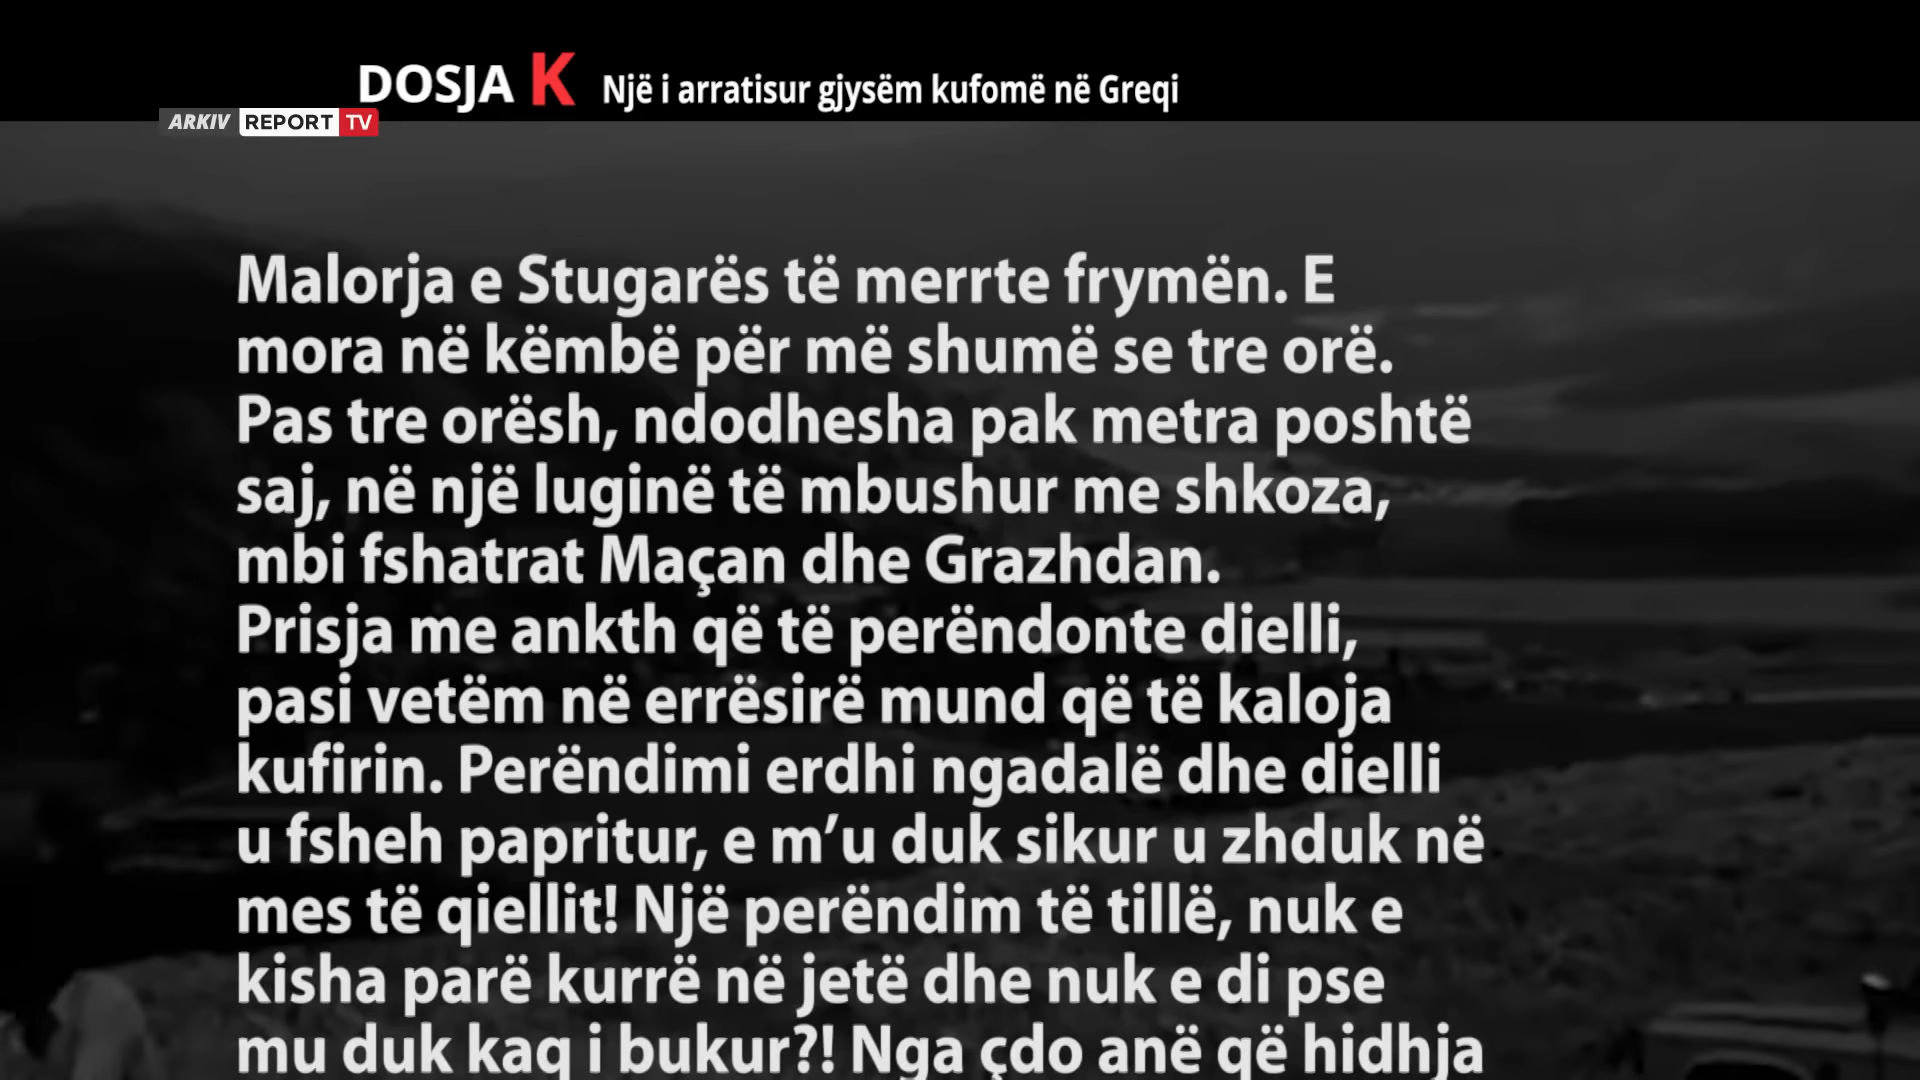 DOSJA K Një i arratisur gjysëm kufomë në Greqi
ARKIV REPORT TV
Malorja e Stugarës të merrte frymën. E
mora në këmbë për më shumë se tre orë.
Pas tre orësh, ndodhesha pak metra poshtë
saj, në një luginë të mbushur me shkoza,
mbi fshatrat Maçan dhe Grazhdan.
Prisja me ankth që të perëndonte dielli,
pasi vetëm në errësirë mund që të kaloja
kufirin. Perëndimi erdhi ngadalë dhe dielli
u fsheh papritur, e m’u duk sikur u zhduk në
mes të qiellit! Një perëndim të tillë, nuk e
kisha parë kurrë në jetë dhe nuk e di pse
mu duk kaq i bukur?! Nga çdo anë që hidhja